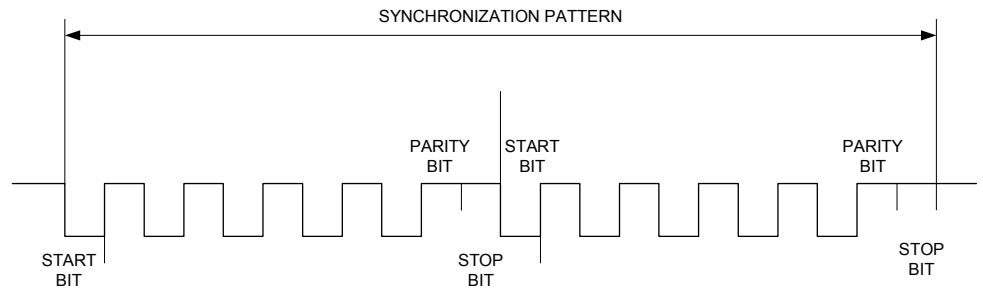 SYNCHRONIZATION PATTERN
PARITY
BIT
START
BIT
PARITY
BIT
START
BIT
STOP
BIT
STOP
BIT